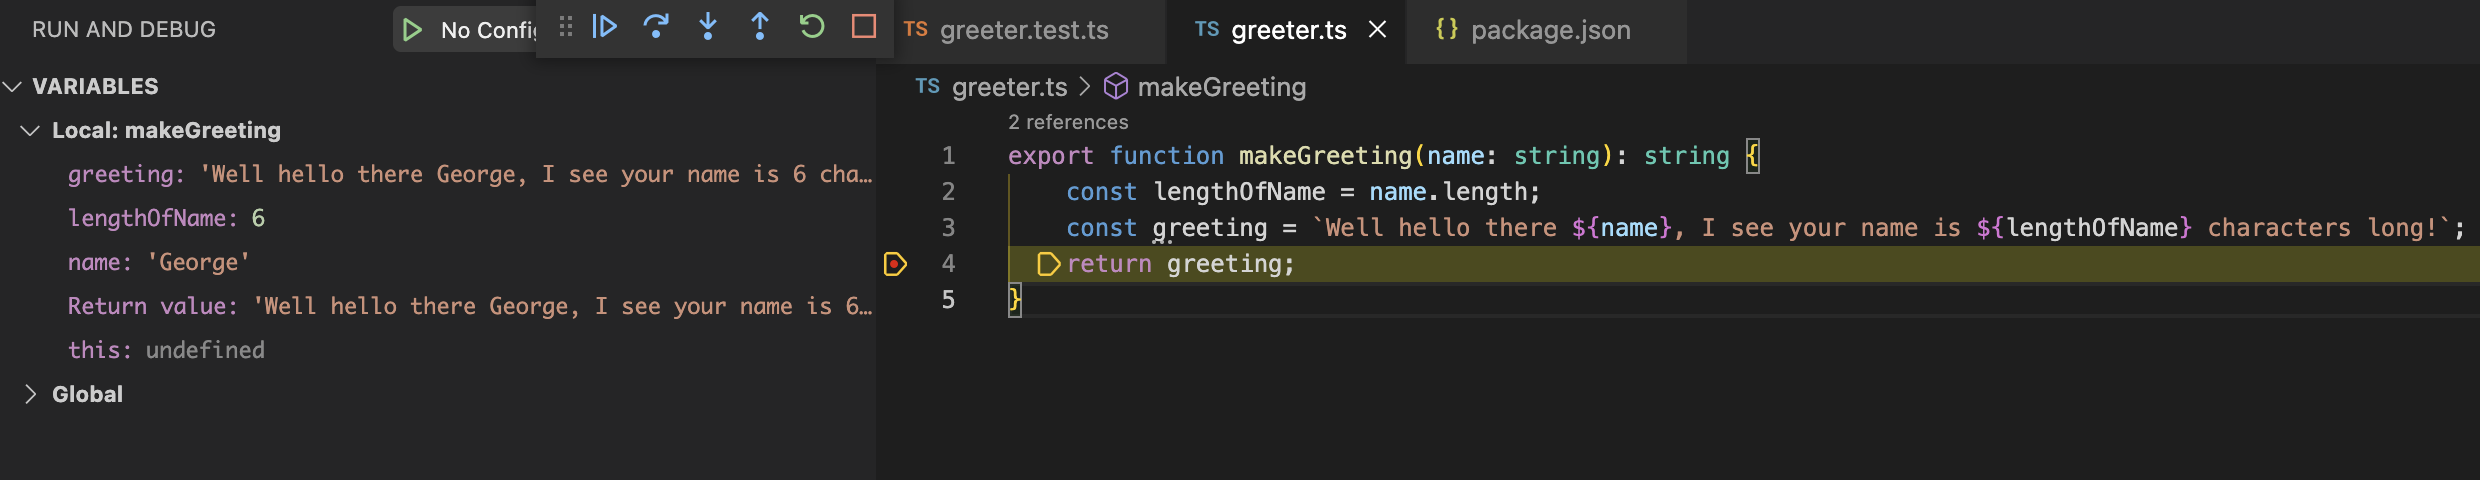 RUN AND DEBUG
No Config
VARIABLES
Local: makeGreeting
greeting: 'Well hello there George, I see your name is 6 cha…
lengthOfName: 6
name: 'George'
Return value: 'Well hello there George, I see your name is 6…
this: undefined
Global
TS greeter.test.ts
TS greeter.ts
{} package.json
TS greeter.ts > makeGreeting
2 references
1 export function makeGreeting(name: string): string {
2 const lengthOfName = name.length;
3 const greeting = `Well hello there ${name}, I see your name is ${lengthOfName} characters long!`;
4 return greeting;
5 }